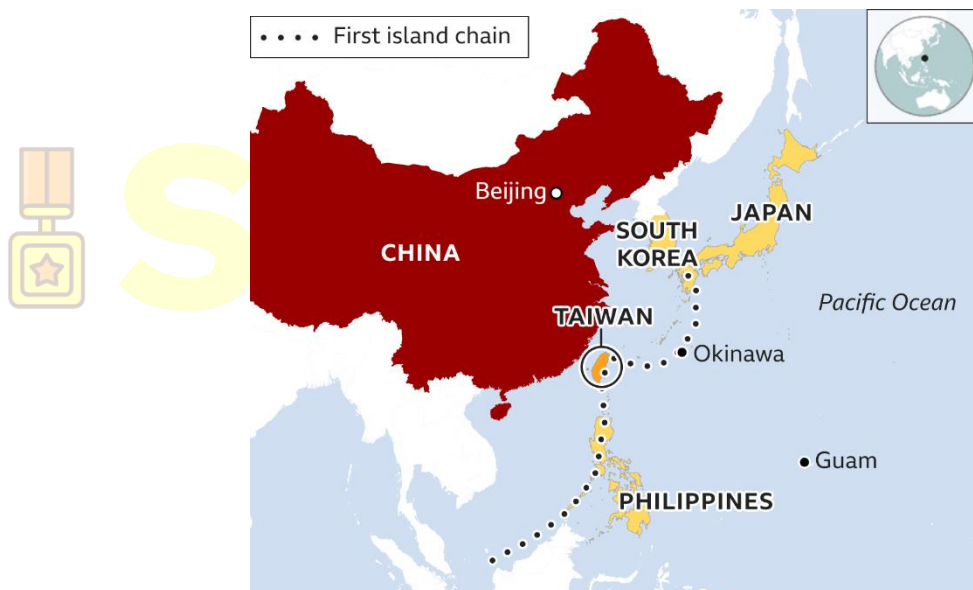 First island chain
S
Beijing
CHINA
SOUTH
KOREA
JAPAN
TAIWAN
Pacific Ocean
Okinawa
Guam
PHILIPPINES